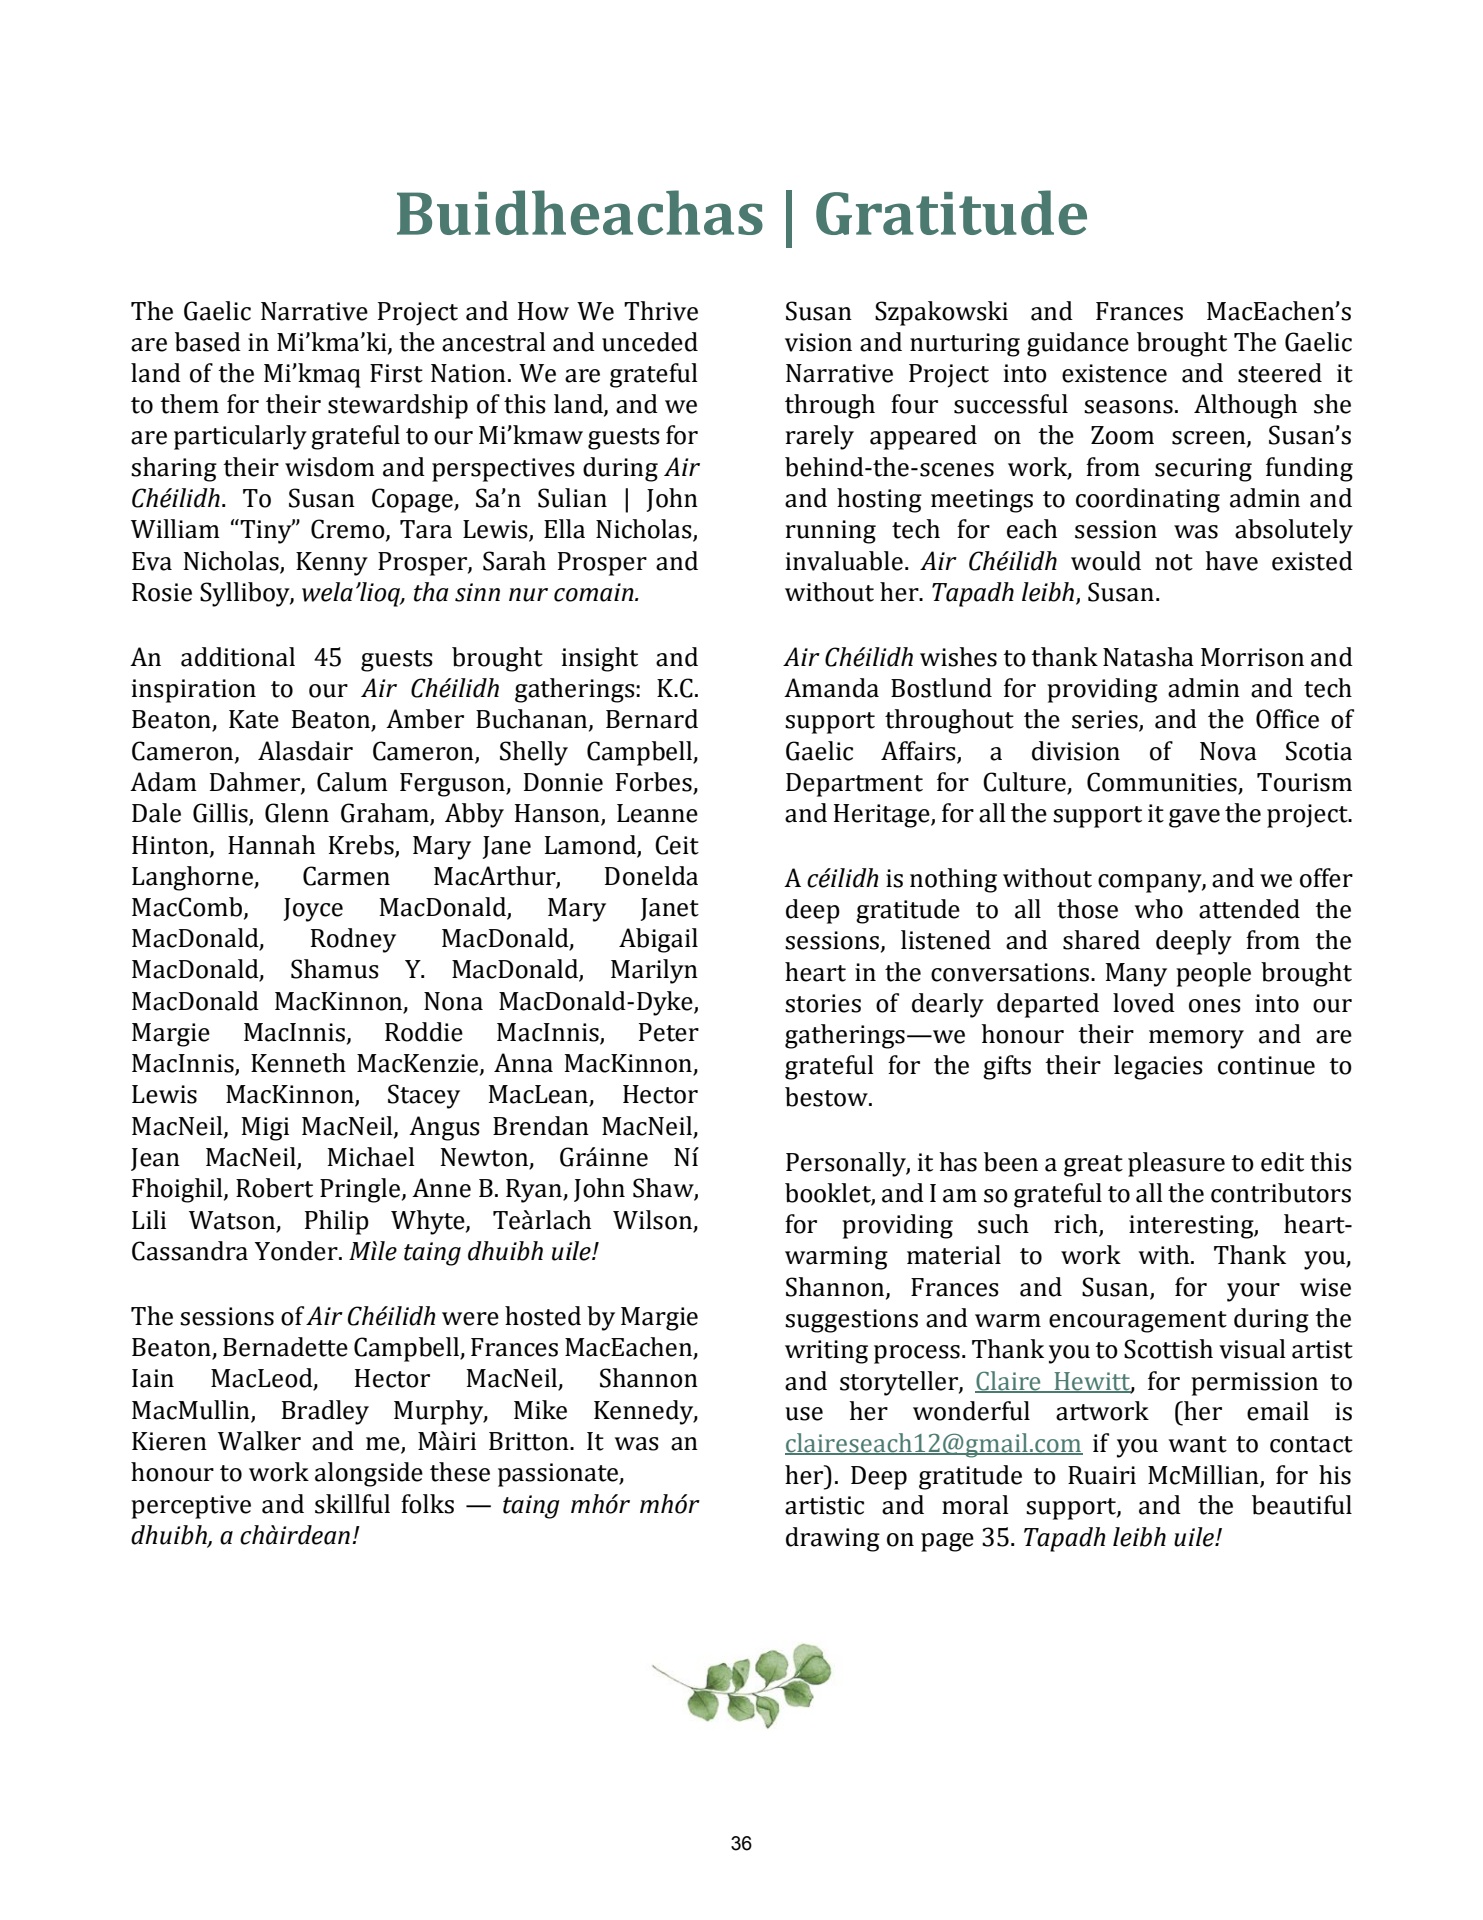 Buidheachas | Gratitude
The Gaelic Narrative Project and How We Thrive
are based in Mi’kma’ki, the ancestral and unceded
land of the Mi’kmaq First Nation. We are grateful
to them for their stewardship of this land, and we
are particularly grateful to our Mi’kmaw guests for
sharing their wisdom and perspectives during Air
Chéilidh. To Susan Copage, Sa’n Sulian | John
William “Tiny” Cremo, Tara Lewis, Ella Nicholas,
Eva Nicholas, Kenny Prosper, Sarah Prosper and
Rosie Sylliboy, wela’lioq, tha sinn nur comain.
An additional 45 guests brought insight and
inspiration to our Air Chéilidh gatherings: K.C.
Beaton, Kate Beaton, Amber Buchanan, Bernard
Cameron, Alasdair Cameron, Shelly Campbell,
Adam Dahmer, Calum Ferguson, Donnie Forbes,
Dale Gillis, Glenn Graham, Abby Hanson, Leanne
Hinton, Hannah Krebs, Mary Jane Lamond, Ceit
Langhorne, Carmen MacArthur, Donelda
MacComb, Joyce MacDonald, Mary Janet
MacDonald, Rodney MacDonald, Abigail
MacDonald, Shamus Y. MacDonald, Marilyn
MacDonald MacKinnon, Nona MacDonald-Dyke,
Margie MacInnis, Roddie MacInnis, Peter
MacInnis, Kenneth MacKenzie, Anna MacKinnon,
Lewis MacKinnon, Stacey MacLean, Hector
MacNeil, Migi MacNeil, Angus Brendan MacNeil,
Jean MacNeil, Michael Newton, Gráinne Ní
Fhoighil, Robert Pringle, Anne B. Ryan, John Shaw,
Lili Watson, Philip Whyte, Teàrlach Wilson,
Cassandra Yonder. Mìle taing dhuibh uile!
The sessions of Air Chéilidh were hosted by Margie
Beaton, Bernadette Campbell, Frances MacEachen,
Iain MacLeod, Hector MacNeil, Shannon
MacMullin, Bradley Murphy, Mike Kennedy,
Kieren Walker and me, Màiri Britton. It was an
honour to work alongside these passionate,
perceptive and skillful folks — taing mhór mhór
dhuibh, a chàirdean!
Susan Szpakowski and Frances MacEachen’s
vision and nurturing guidance brought The Gaelic
Narrative Project into existence and steered it
through four successful seasons. Although she
rarely appeared on the Zoom screen, Susan’s
behind-the-scenes work, from securing funding
and hosting meetings to coordinating admin and
running tech for each session was absolutely
invaluable. Air Chéilidh would not have existed
without her. Tapadh leibh, Susan.
Air Chéilidh wishes to thank Natasha Morrison and
Amanda Bostlund for providing admin and tech
support throughout the series, and the Office of
Gaelic Affairs, a division of Nova Scotia
Department for Culture, Communities, Tourism
and Heritage, for all the support it gave the project.
A céilidh is nothing without company, and we offer
deep gratitude to all those who attended the
sessions, listened and shared deeply from the
heart in the conversations. Many people brought
stories of dearly departed loved ones into our
gatherings—we honour their memory and are
grateful for the gifts their legacies continue to
bestow.
Personally, it has been a great pleasure to edit this
booklet, and I am so grateful to all the contributors
for providing such rich, interesting, heart-
warming material to work with. Thank you,
Shannon, Frances and Susan, for your wise
suggestions and warm encouragement during the
writing process. Thank you to Scottish visual artist
and storyteller, Claire Hewitt, for permission to
use her wonderful artwork (her email is
claireseach12@gmail.com if you want to contact
her). Deep gratitude to Ruairi McMillian, for his
artistic and moral support, and the beautiful
drawing on page 35. Tapadh leibh uile!
36